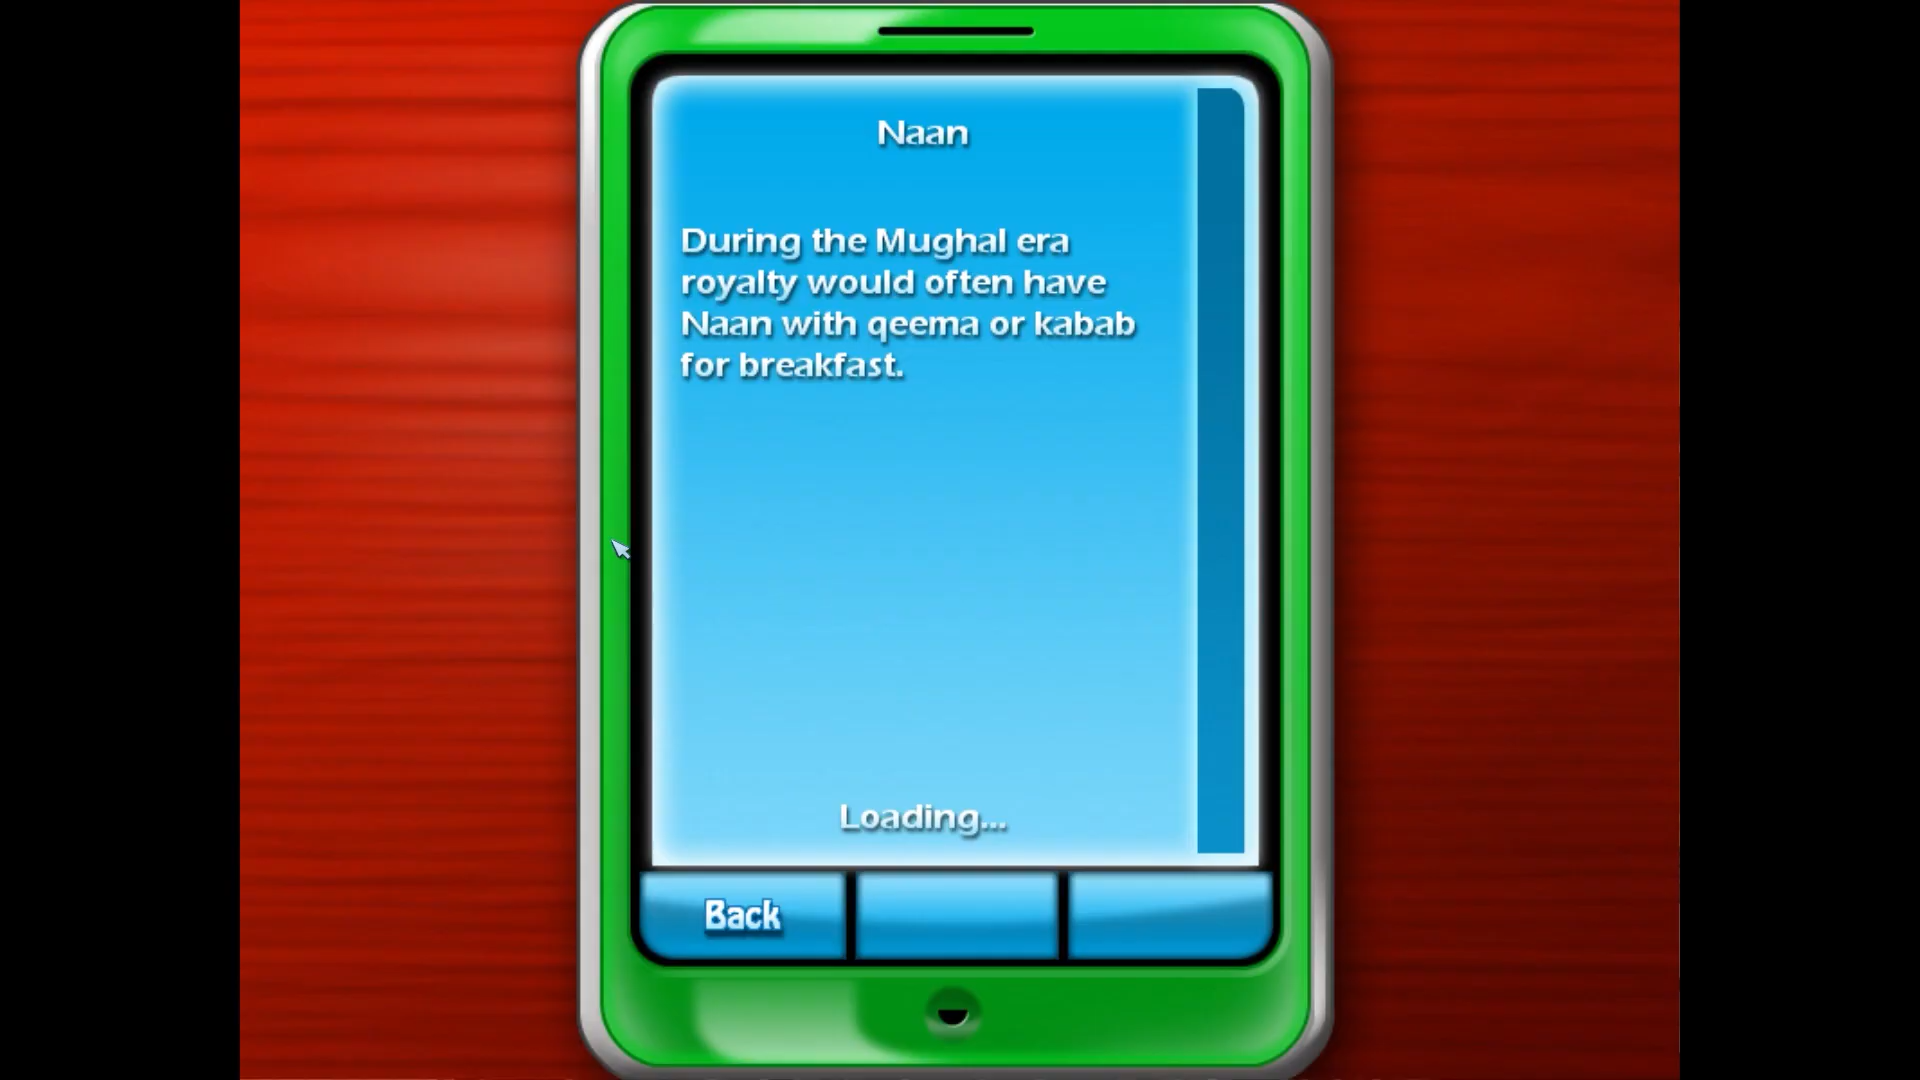 Naan
During the Mughal era
royalty would often have
Naan with qeema or kabab
for breakfast.
Loading...
Back